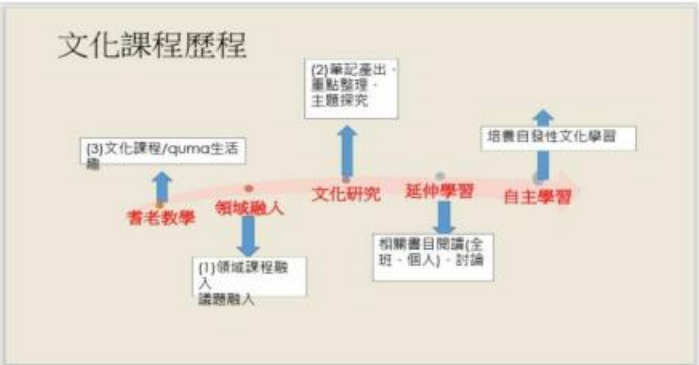 文化課程歷程
(2)筆記產出、
重點整理、
主題探究
(3)文化課程/quma生活
趣
培養自發性文化學習
耆老教學
領域融入
文化研究
延伸學習
自主學習
(1)領域課程融
入
議題融入
相關書目閱讀(全
班、個人)、討論